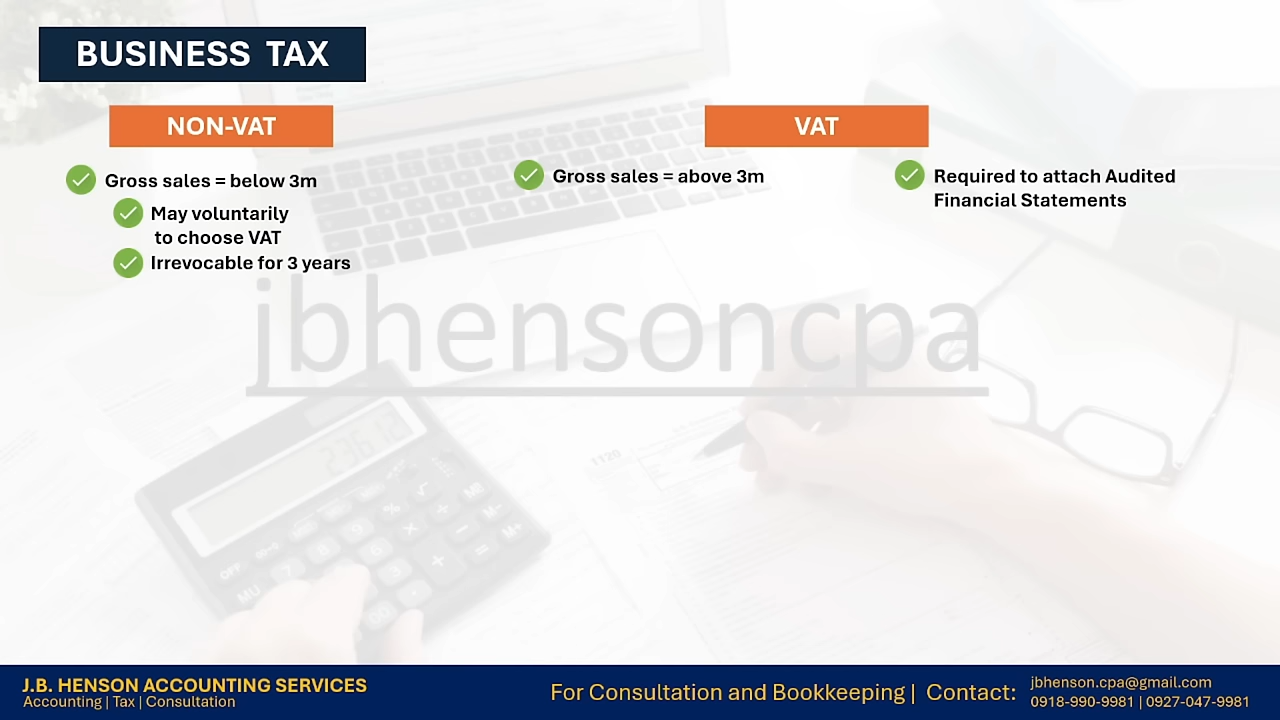 BUSINESS TAX
NON-VAT
Gross sales = below 3m
May voluntarily
to choose VAT
Irrevocable for 3 years
VAT
Gross sales = above 3m
Required to attach Audited
Financial Statements
jbhensoncpa
1120
J.B. HENSON ACCOUNTING SERVICES
Accounting | Tax | Consultation
For Consultation and Bookkeeping | Contact:
jbhenson.cpa@gmail.com
0918-990-9981 | 0927-047-9981